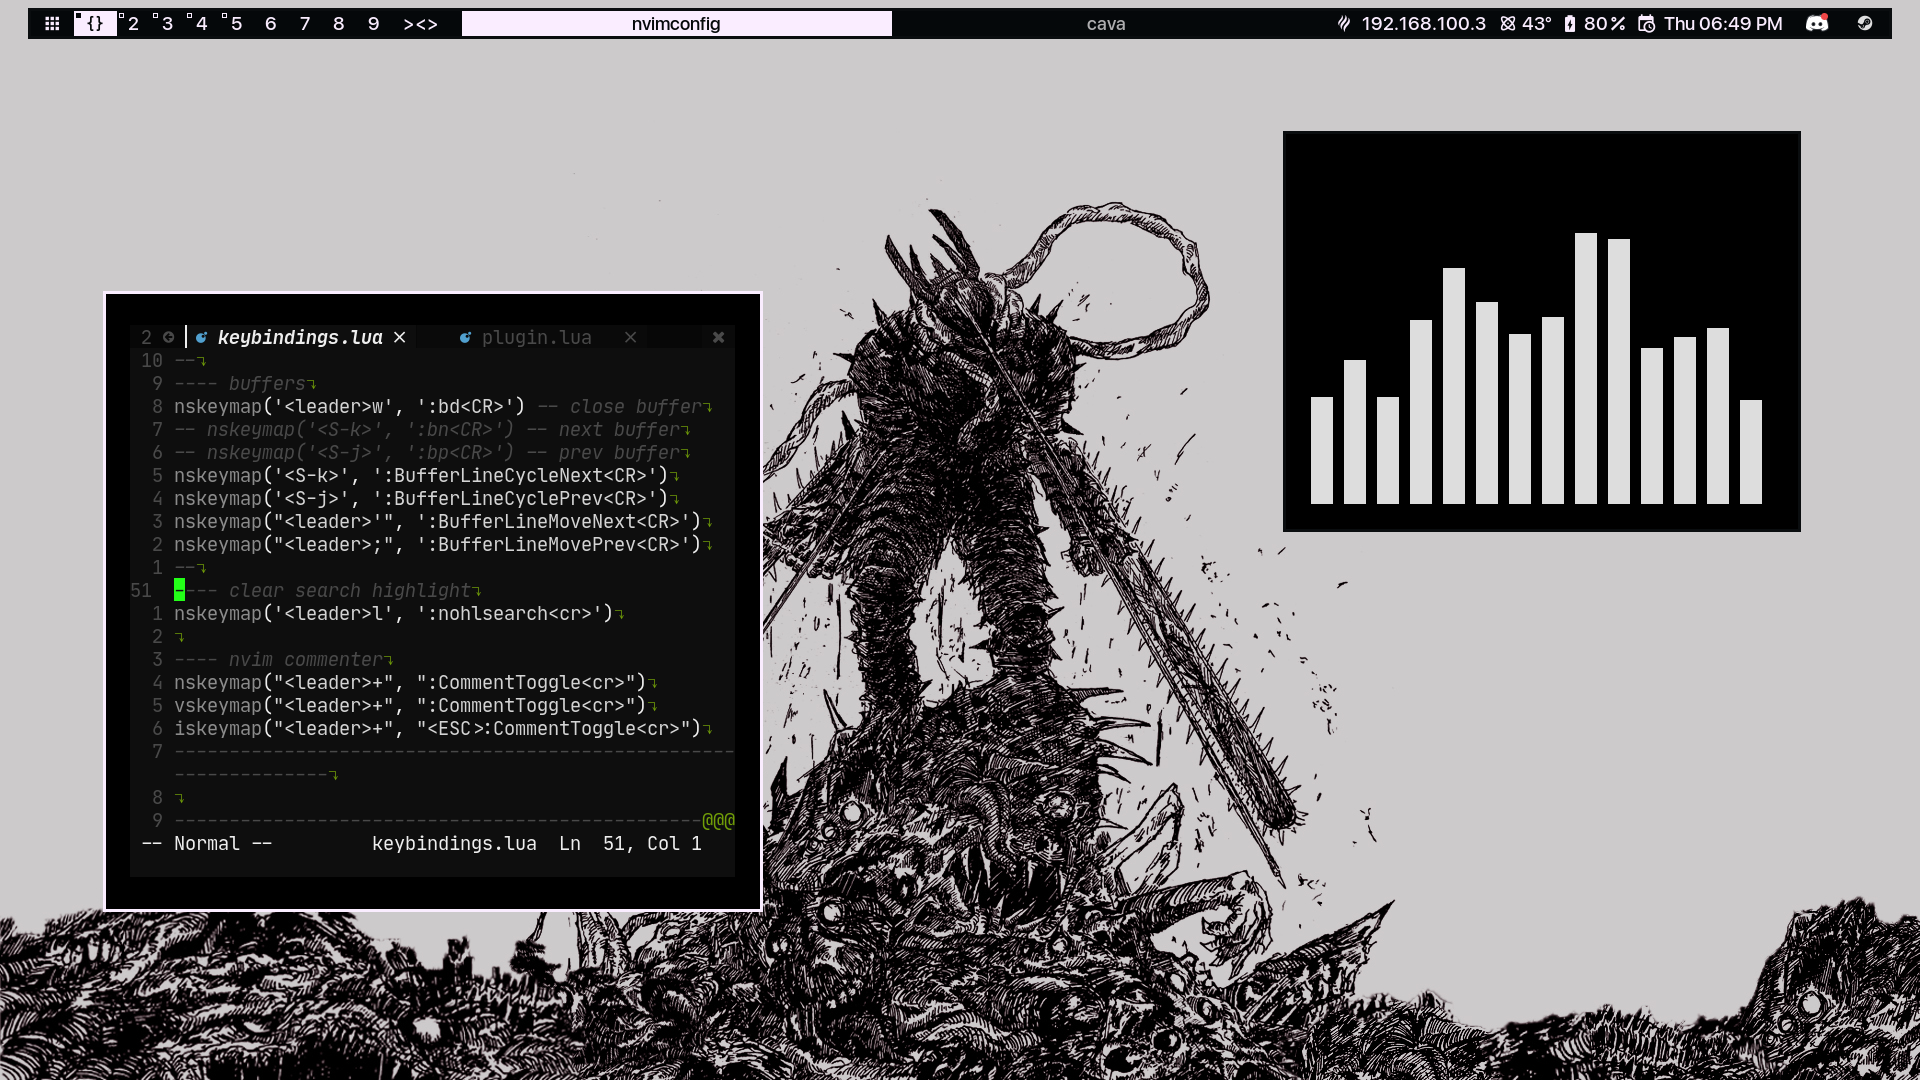 {} 2 3 4 5 6 7 8 9 ><> nvimconfig cava 192.168.100.3 43° 80% Thu 06:49 PM
2 keybindings.lua × plugin.lua ×
10 --
9 ---- buffers
8 nskeymap('<leader>w', ':bd<CR>') -- close buffer
7 -- nskeymap('<S-k>', ':bn<CR>') -- next buffer
6 -- nskeymap('<S-j>', ':bp<CR>') -- prev buffer
5 nskeymap('<S-k>', ':BufferLineCycleNext<CR>')
4 nskeymap('<S-j>', ':BufferLineCyclePrev<CR>')
3 nskeymap("<leader>'", ':BufferLineMoveNext<CR>')
2 nskeymap("<leader>;", ':BufferLineMovePrev<CR>')
1 --
51 ---- clear search highlight
1 nskeymap('<leader>l', ':nohlsearch<cr>')
2
3 ---- nvim commenter
4 nskeymap("<leader>+", ":CommentToggle<cr>")
5 vskeymap("<leader>+", ":CommentToggle<cr>")
6 iskeymap("<leader>+", "<ESC>:CommentToggle<cr>")
7 ---------------------------------------------------
--------------
8
9 ------------------------------------------------@@@
-- Normal -- keybindings.lua Ln 51, Col 1